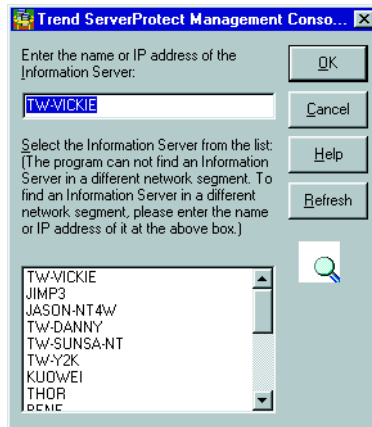 Trend ServerProtect Management Conso...
Enter the name or IP address of the
Information Server:
TW-VICKIE
OK
Cancel
Help
Refresh
Select the Information Server from the list:
(The program can not find an Information
Server in a different network segment. To
find an Information Server in a different
network segment, please enter the name
or IP address of it at the above box.)
TW-VICKIE
JIMP3
JASON-NT4W
TW-DANNY
TW-SUNSA-NT
TW-Y2K
KUOWEI
THOR